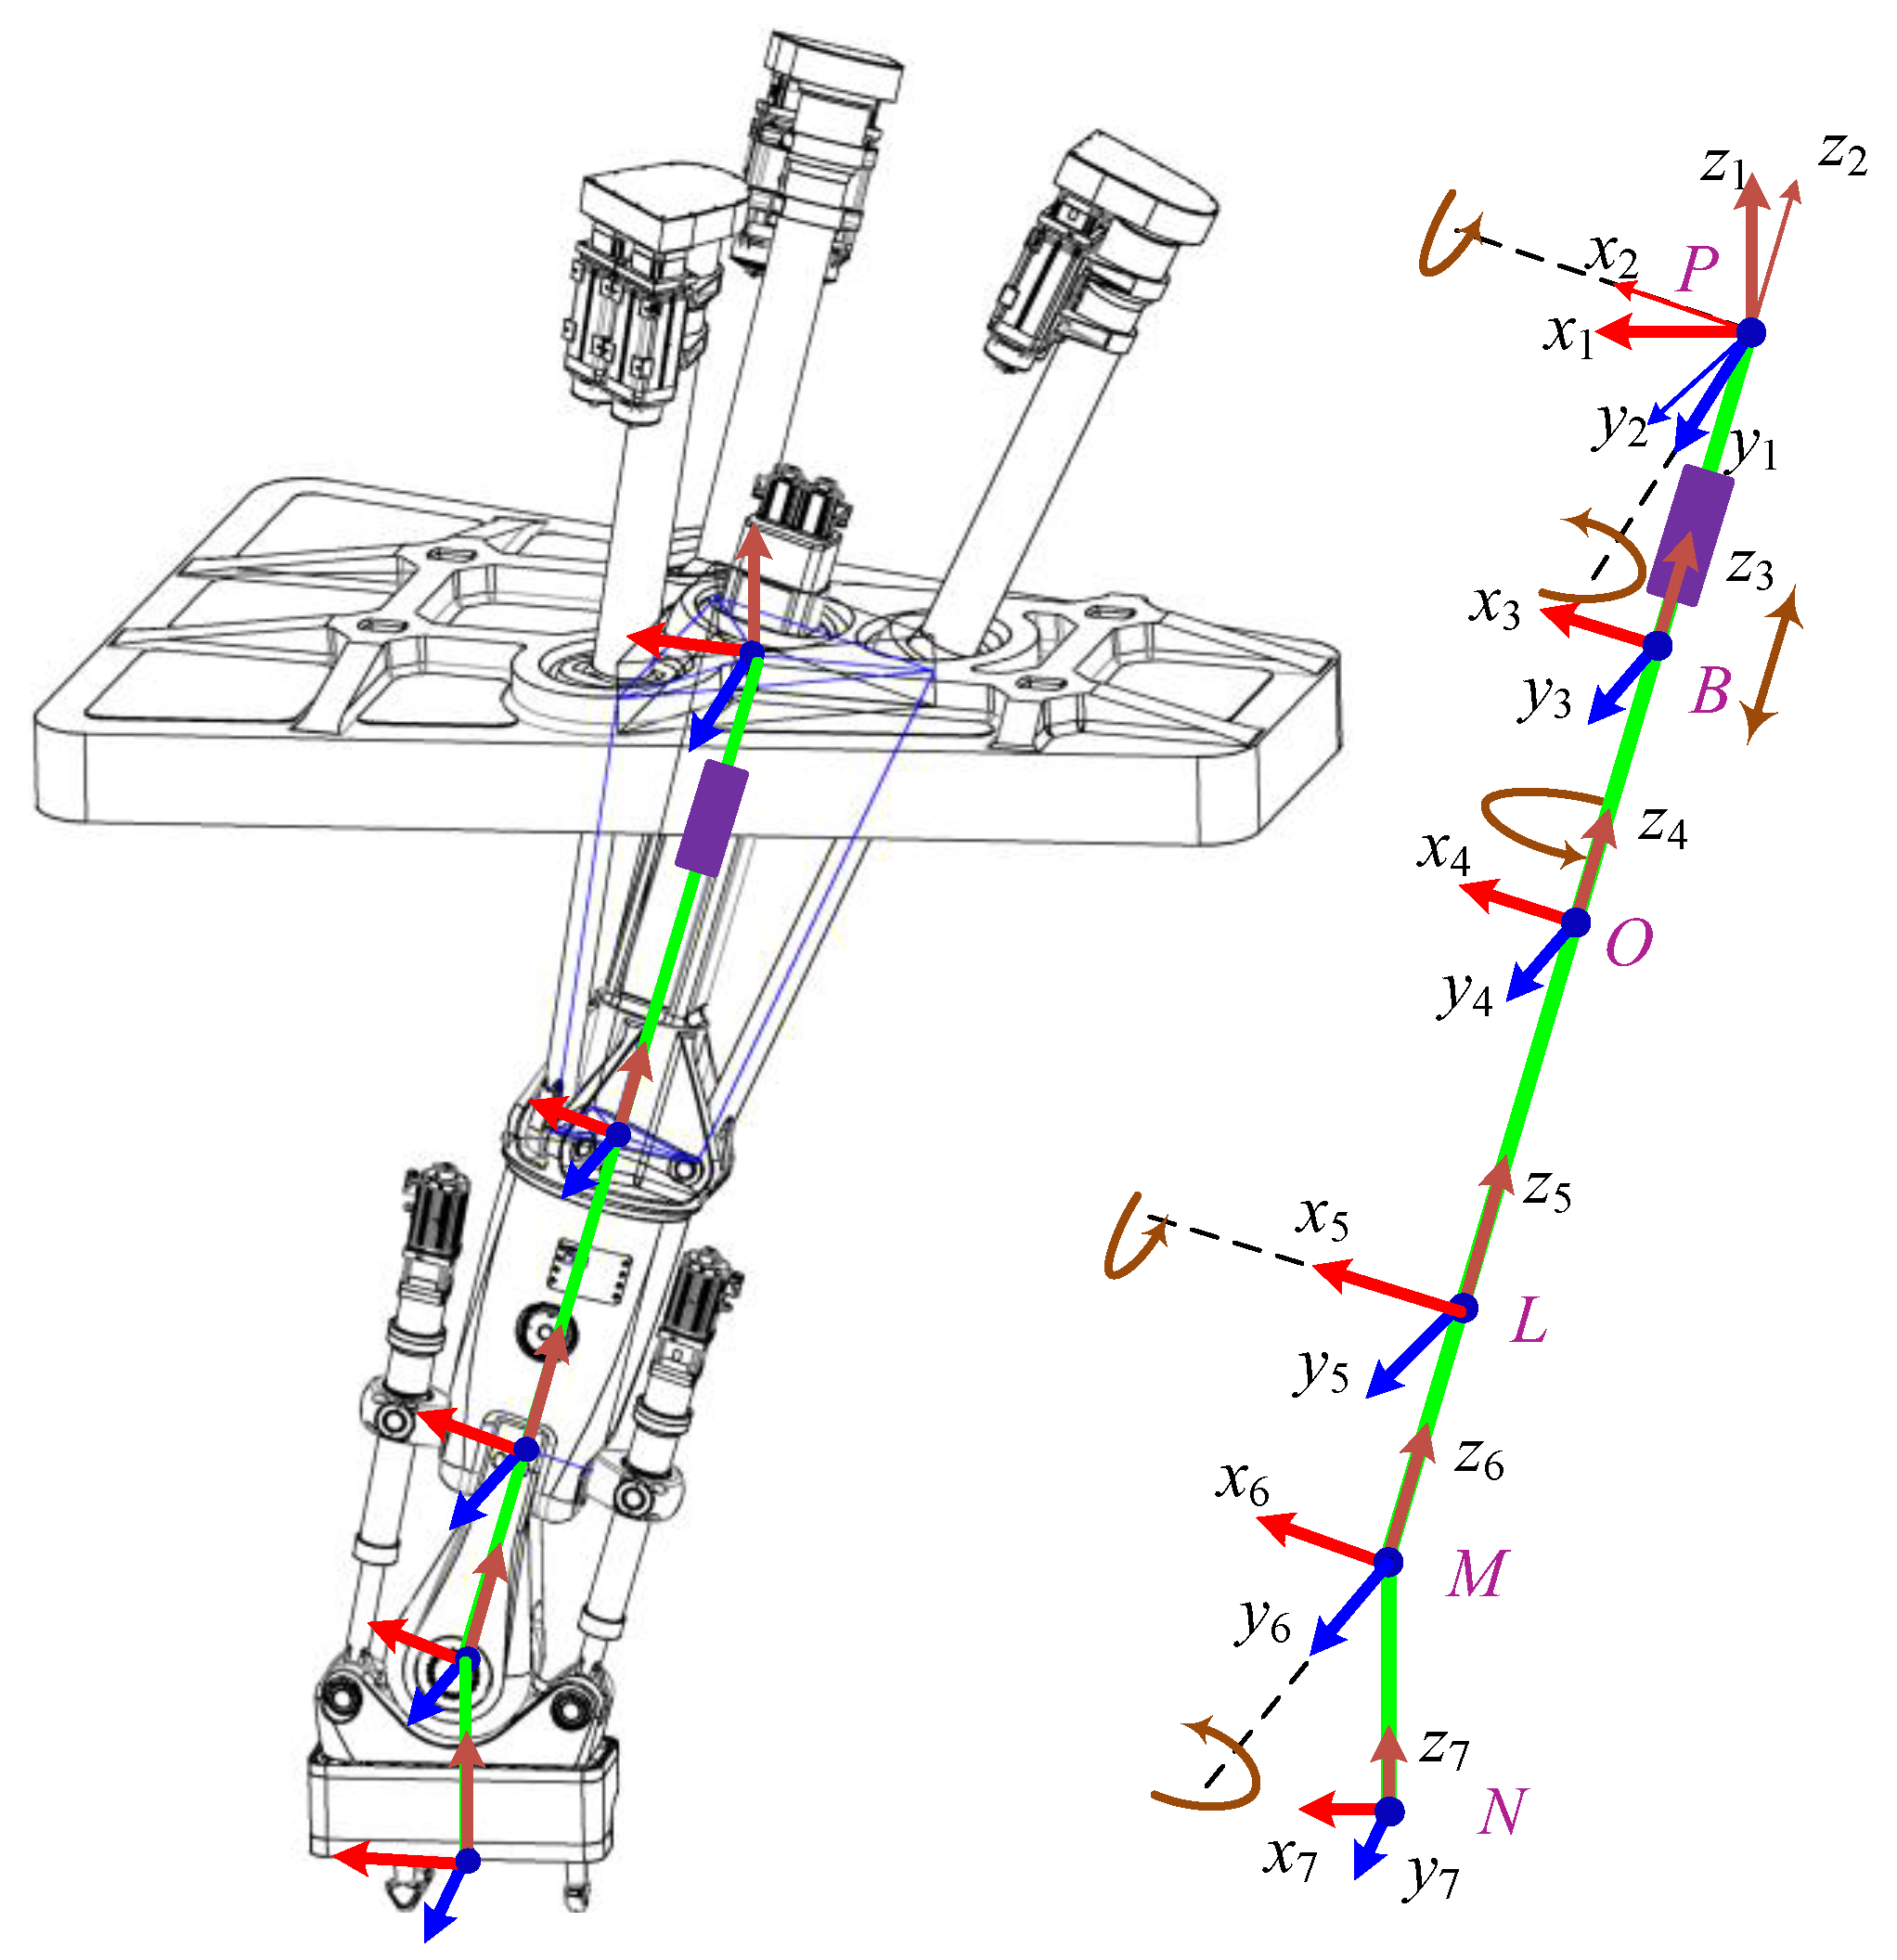 z₁
z₂
x₂
P
x₁
y₂
y₁
z₃
x₃
y₃
B
z₄
x₄
O
y₄
z₅
x₅
L
y₅
z₆
x₆
M
y₆
z₇
N
x₇
y₇